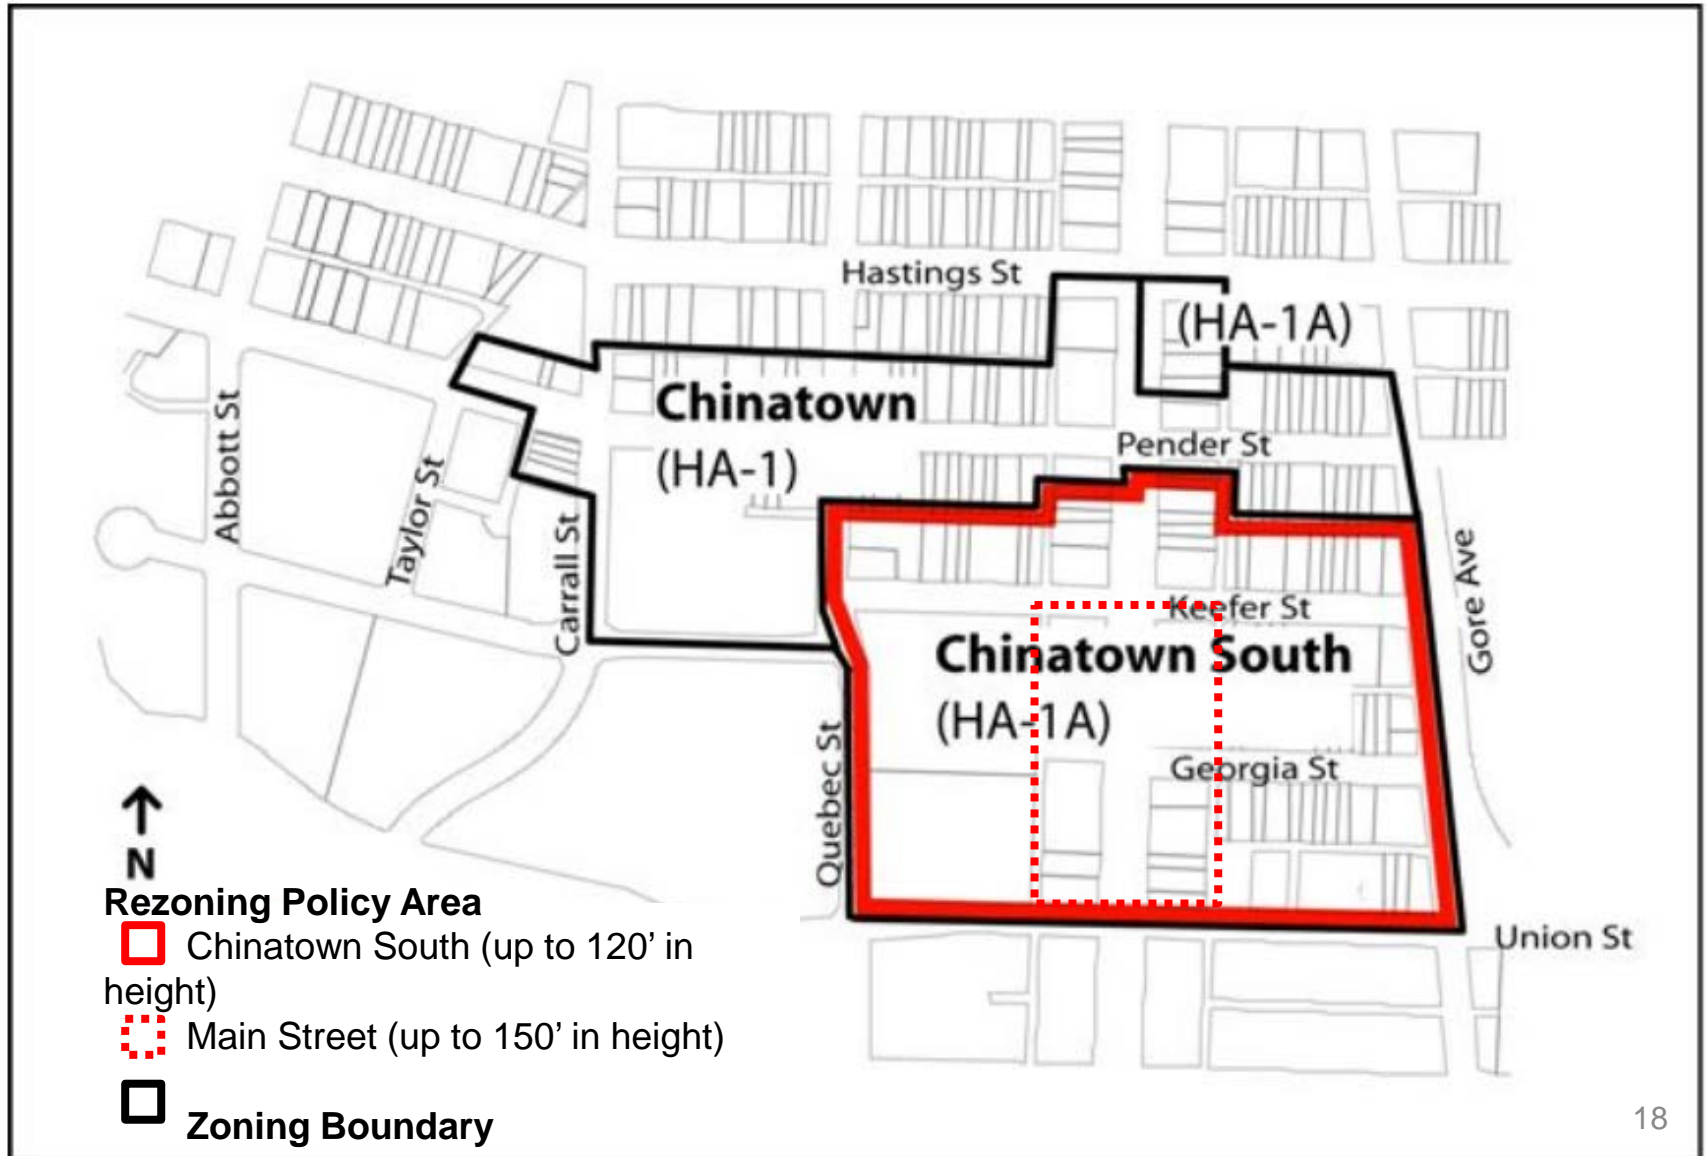 Hastings St
(HA-1A)
Chinatown
(HA-1)
Pender St
Abbott St
Taylor St
Carrall St
Keefer St
Gore Ave
Chinatown South
(HA-1A)
Georgia St
Quebec St
N
Union St
Rezoning Policy Area
Chinatown South (up to 120’ in
height)
Main Street (up to 150’ in height)
Zoning Boundary
18